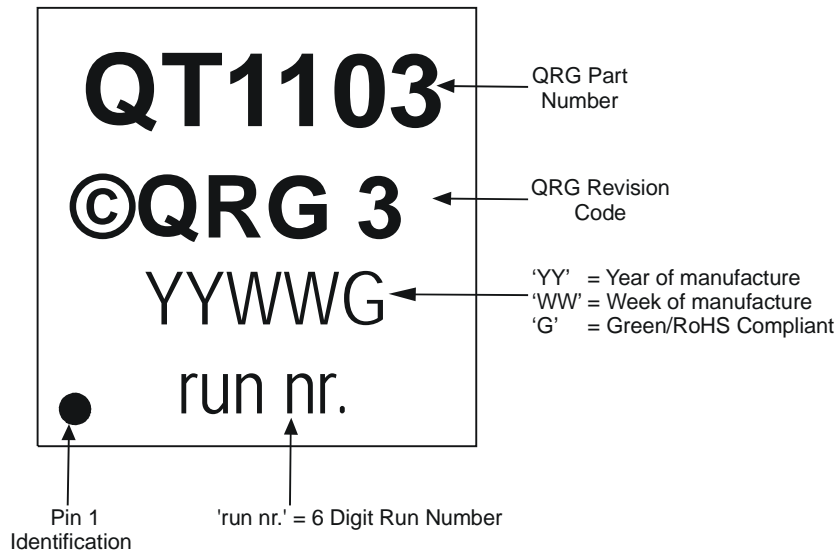 QT1103
QRG Part
Number
©QRG 3
QRG Revision
Code
YYWWG
‘YY’ = Year of manufacture
‘WW’ = Week of manufacture
‘G’ = Green/RoHS Compliant
run nr.
Pin 1
Identification
'run nr.' = 6 Digit Run Number